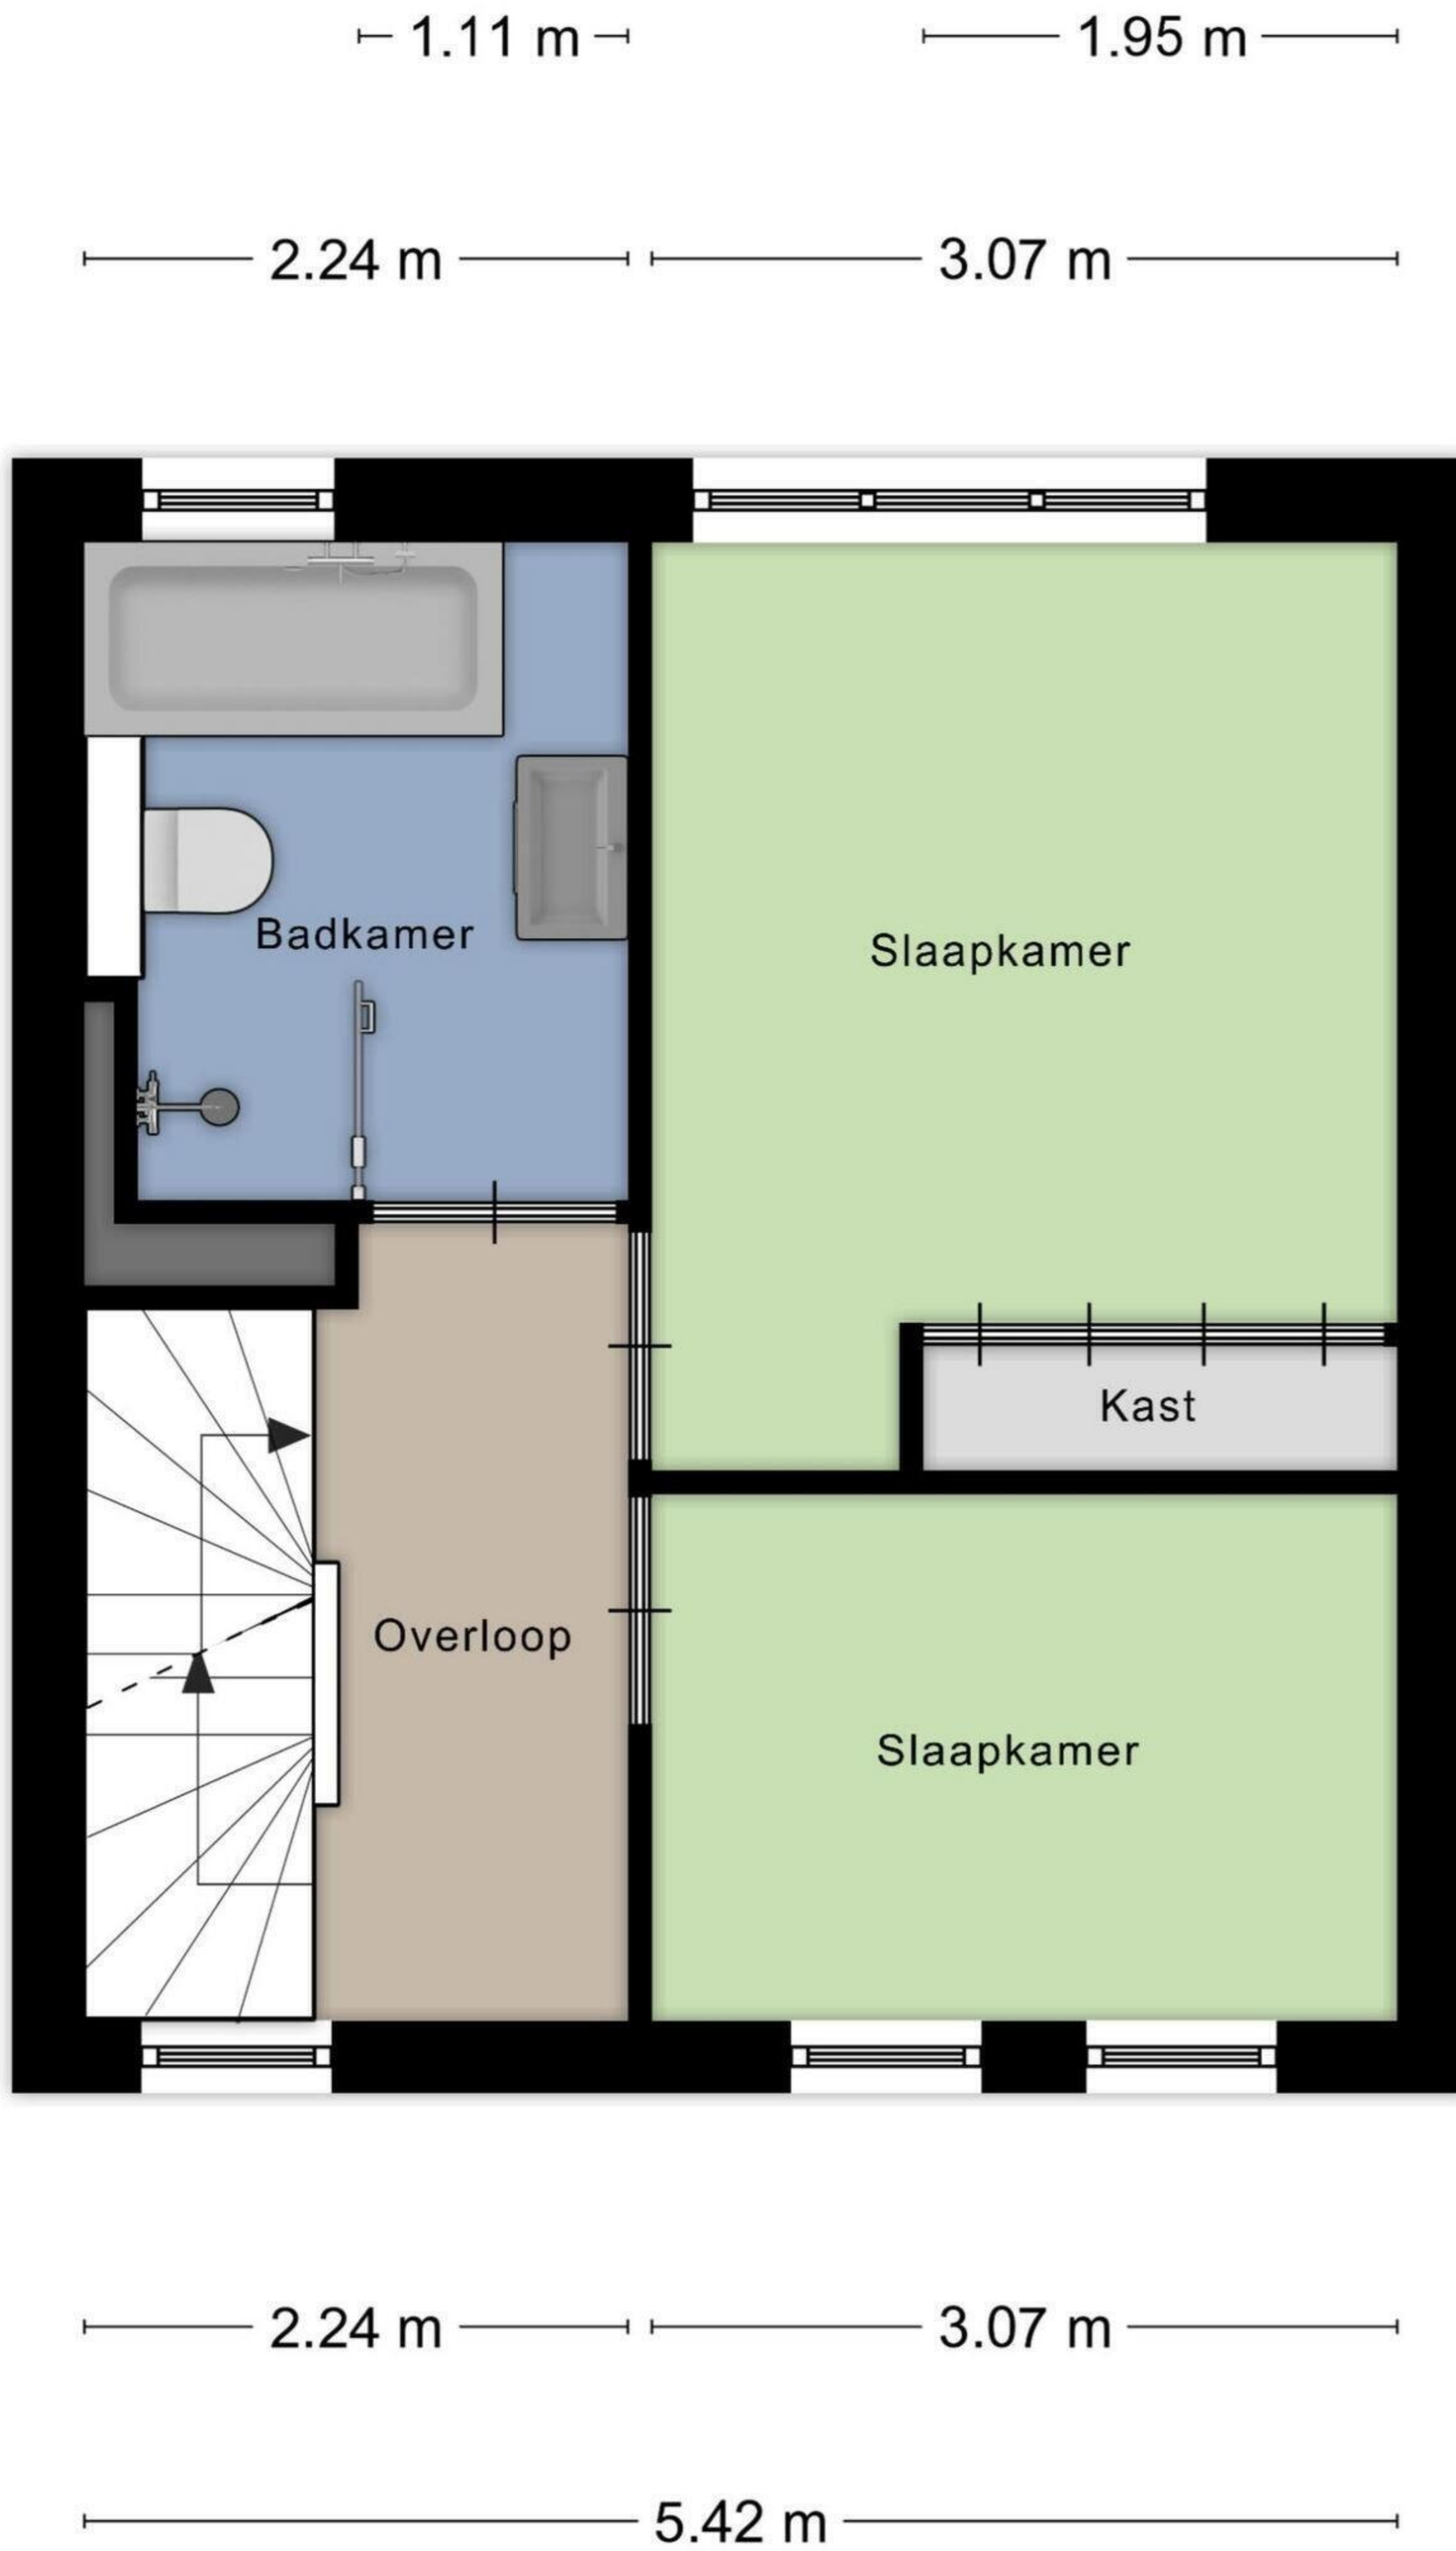 1.11 m 1.95 m
2.24 m 3.07 m
Badkamer
Slaapkamer
Kast
Overloop
Slaapkamer
2.24 m 3.07 m
5.42 m